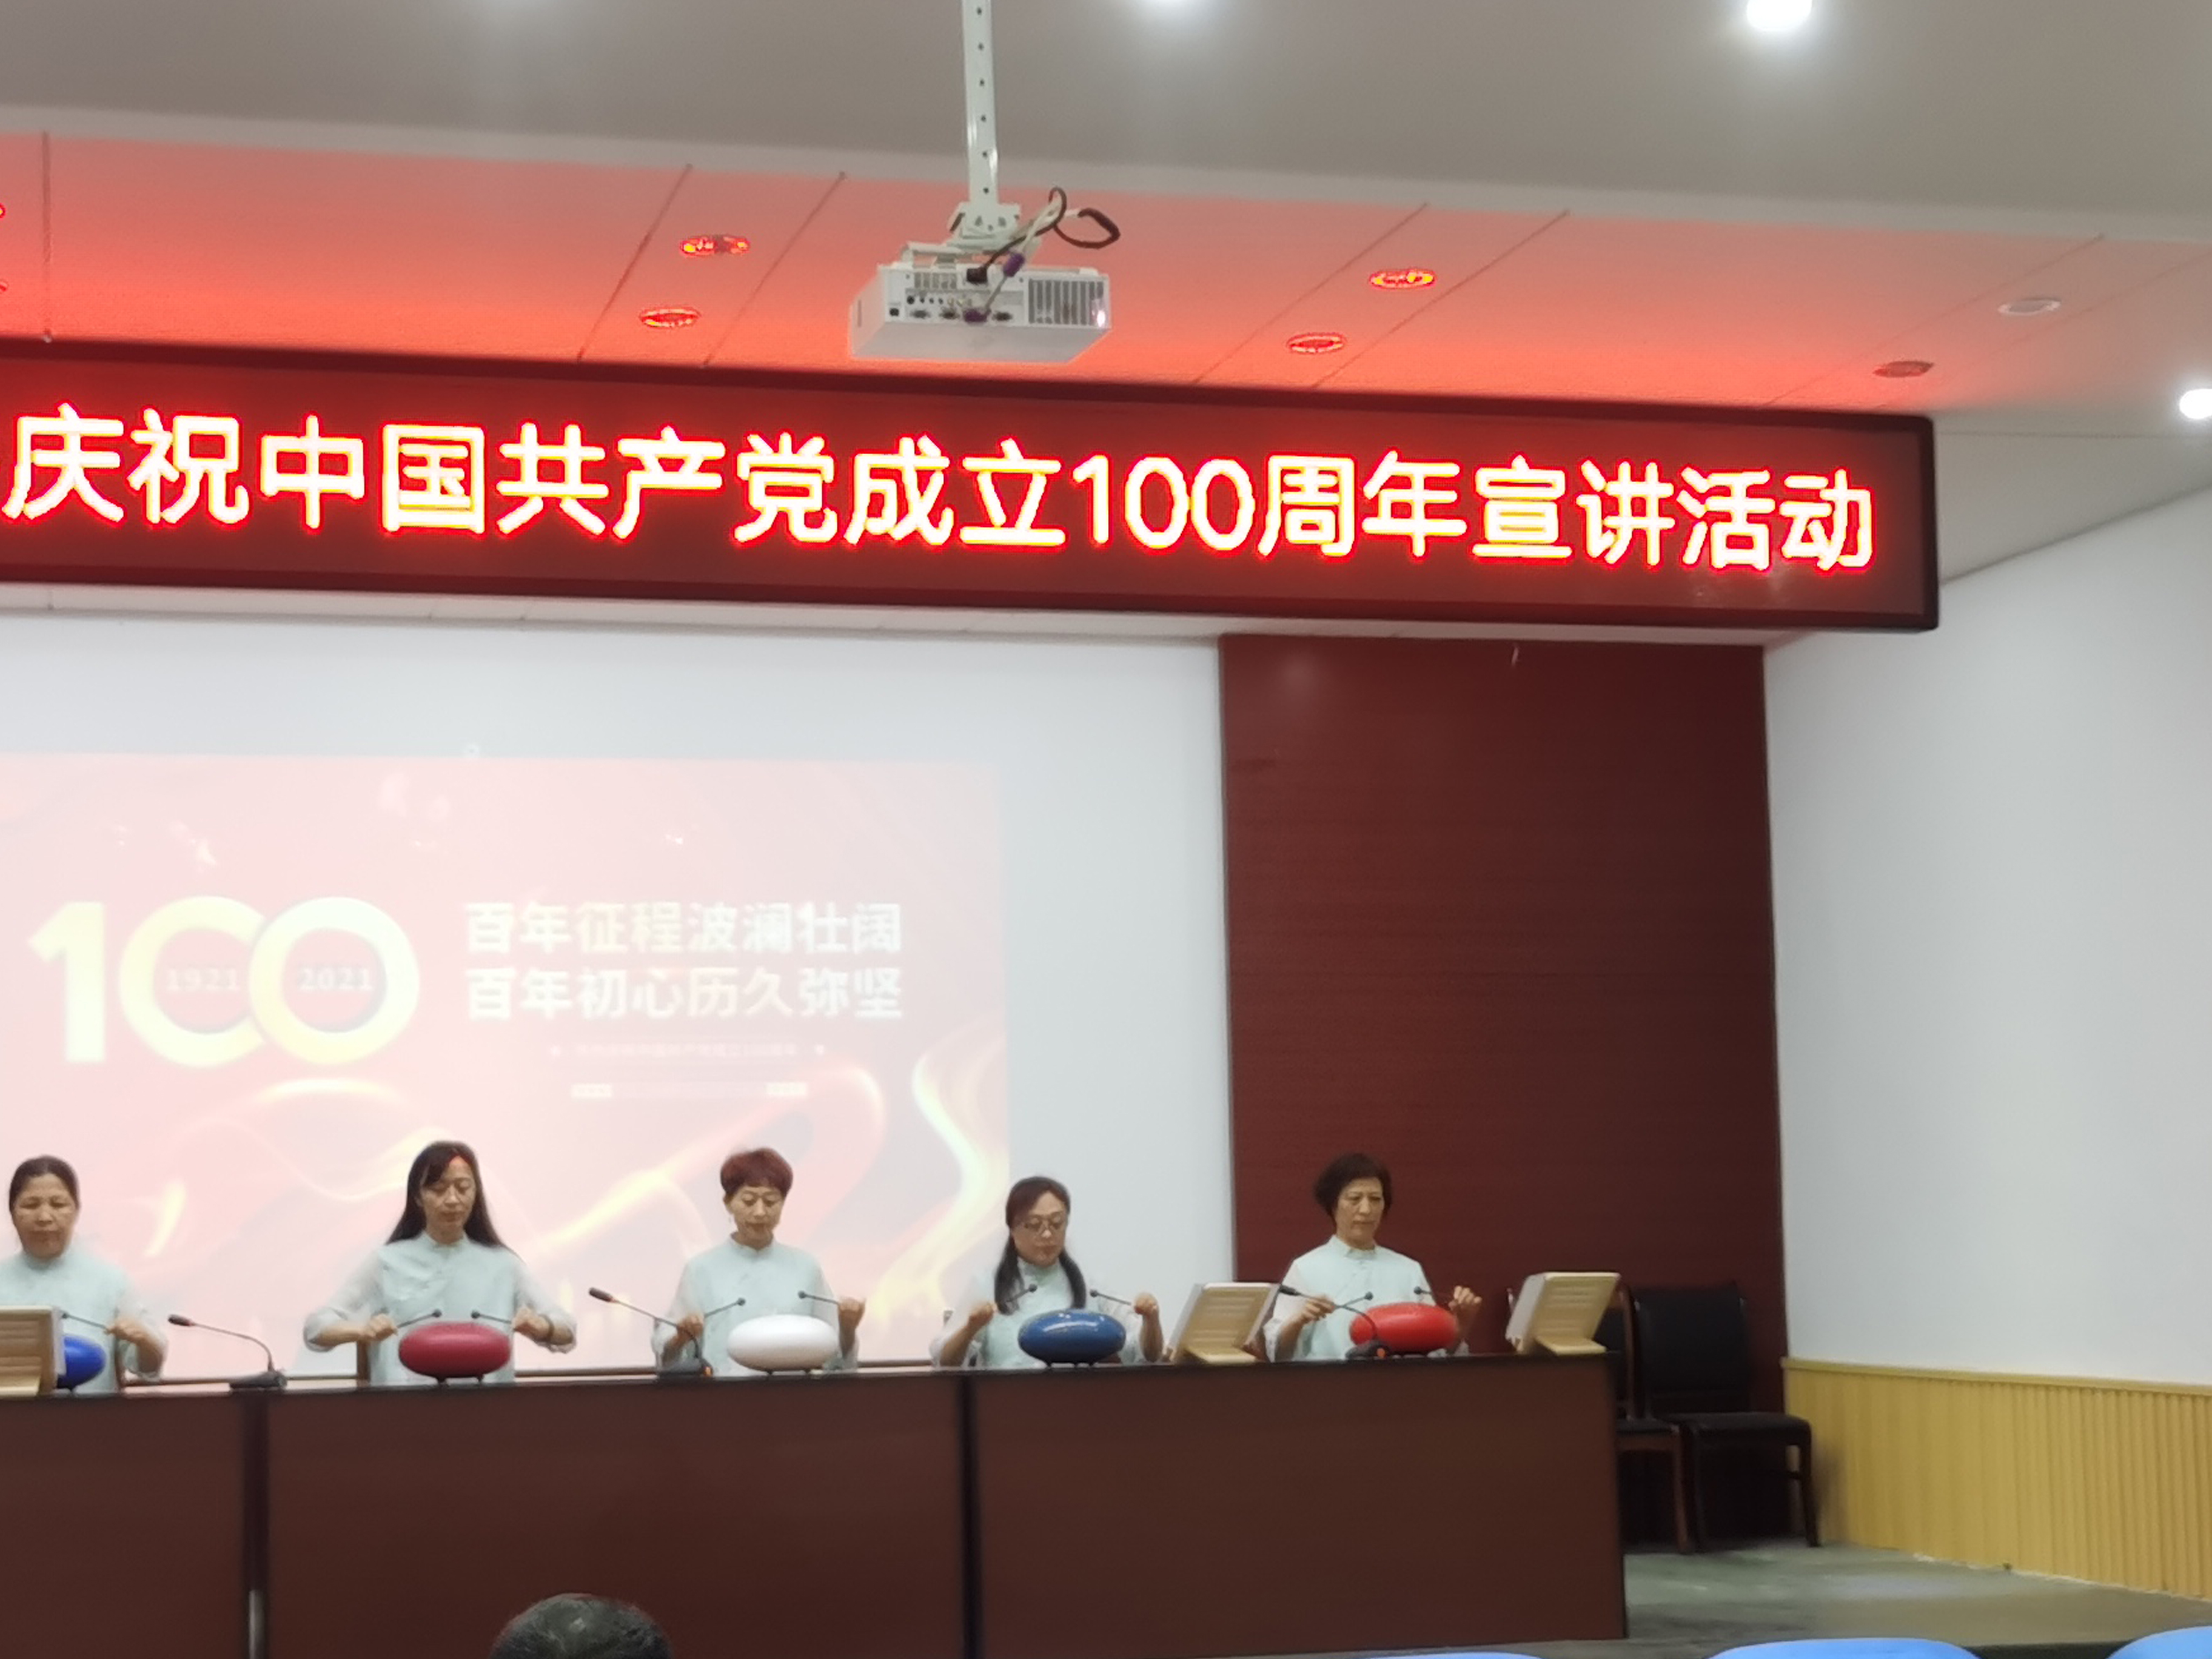 庆祝中国共产党成立100周年宣讲活动
100
1921 2021
百年征程波澜壮阔
百年初心历久弥坚